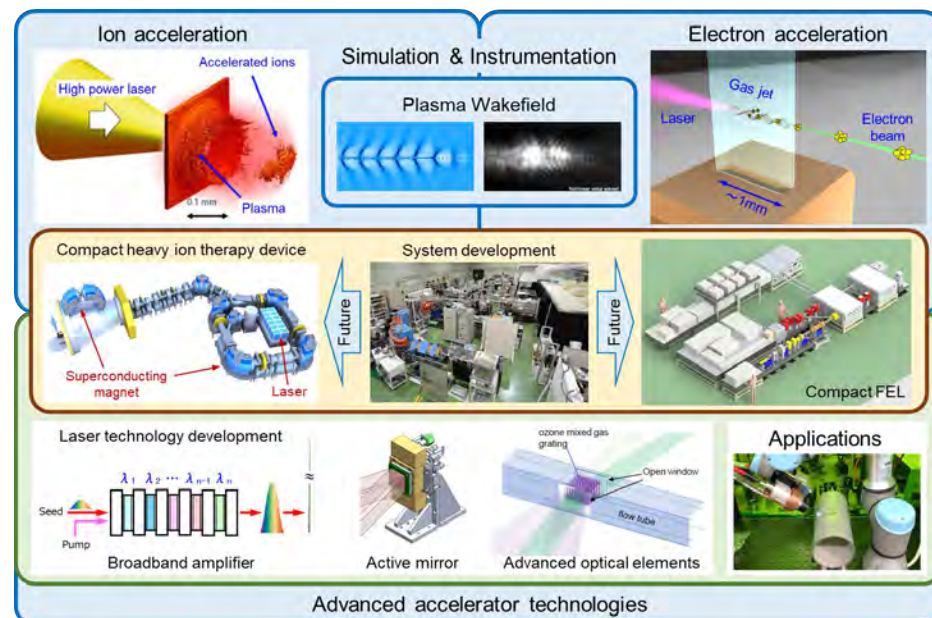 Ion acceleration
High power laser
Accelerated ions
0.1 mm
Plasma
Simulation & Instrumentation
Plasma Wakefield
Electron acceleration
Laser
Gas jet
Electron
beam
~1mm
Compact heavy ion therapy device
Superconducting
magnet
Laser
System development
Future
Future
Compact FEL
Laser technology development
λ1 λ2 ··· λn-1 λn
Seed
Pump
Broadband amplifier
Active mirror
ozone mixed gas
grating
Open window
flow tube
Advanced optical elements
Applications
Advanced accelerator technologies